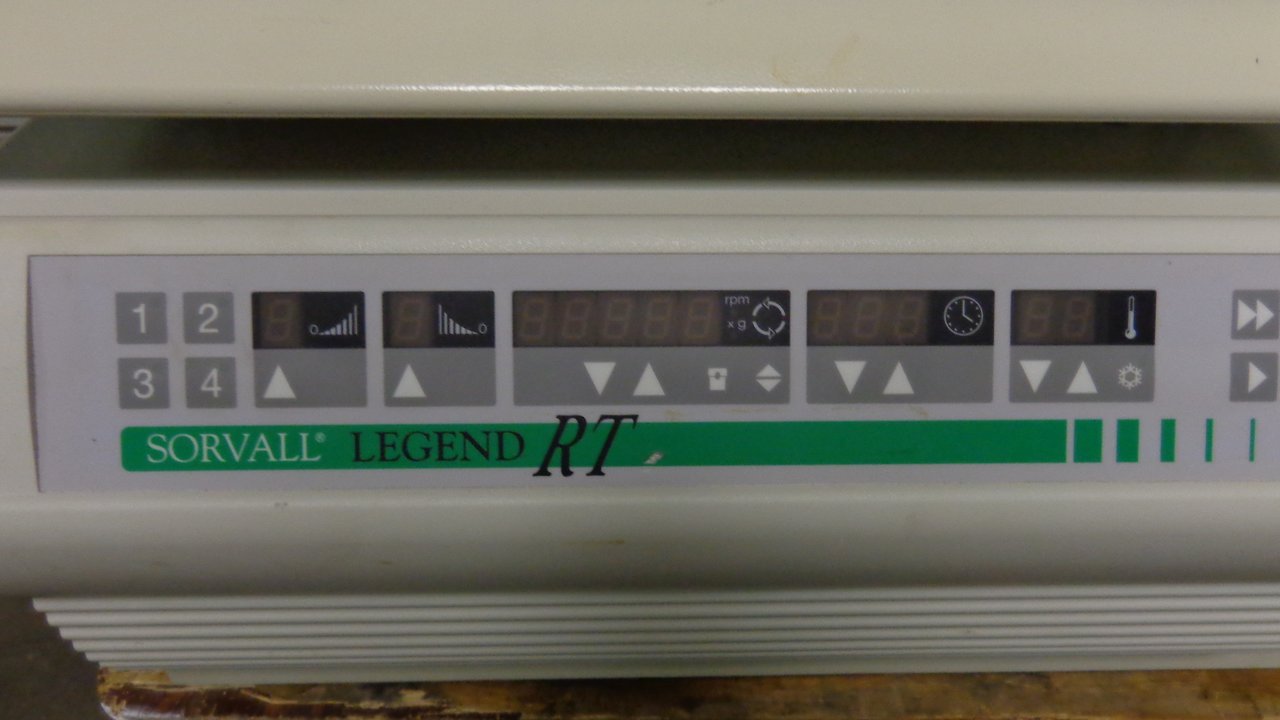 1 2
3 4
rpm
x g
SORVALL® LEGEND RT